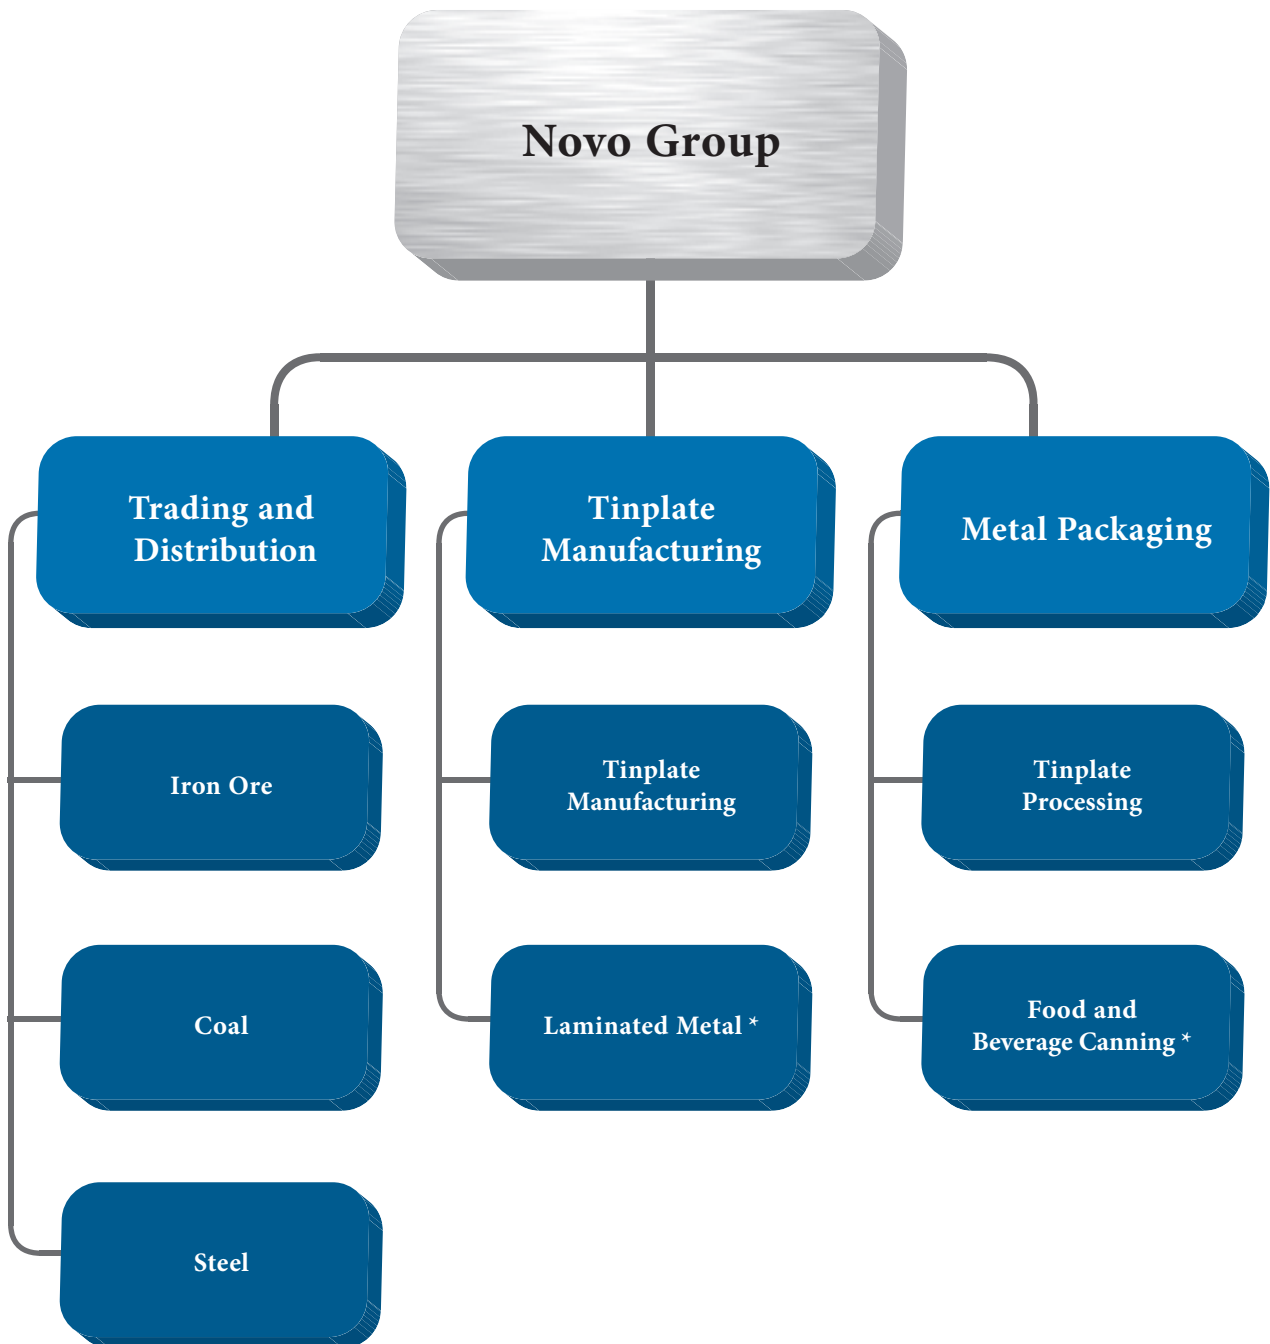 Novo Group
Trading and
Distribution
Iron Ore
Coal
Steel
Tinplate
Manufacturing
Tinplate
Manufacturing
Laminated Metal *
Metal Packaging
Tinplate
Processing
Food and
Beverage Canning *